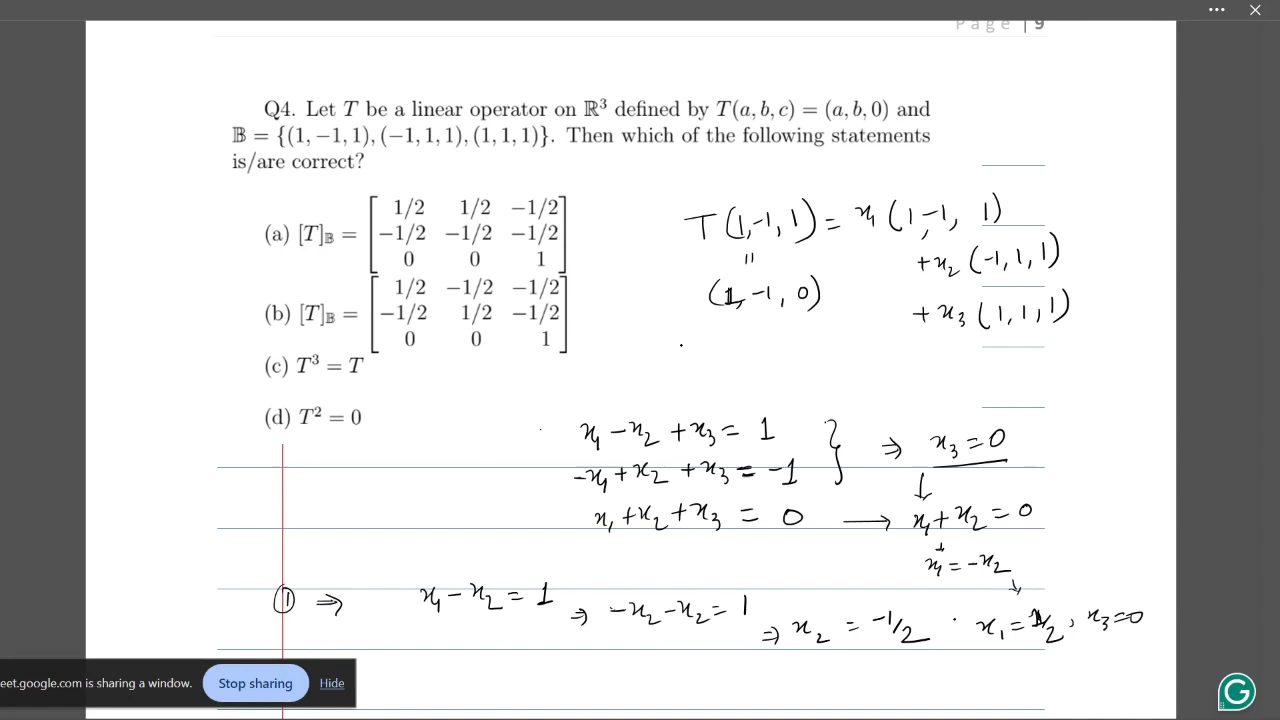 Page | 9
Q4. Let T be a linear operator on ℝ³ defined by T(a, b, c) = (a, b, 0) and
𝔹 = {(1, −1, 1), (−1, 1, 1), (1, 1, 1)}. Then which of the following statements
is/are correct?
(a) [T]𝔹 = [1/2 1/2 −1/2
−1/2 −1/2 −1/2
0 0 1]
(b) [T]𝔹 = [1/2 −1/2 −1/2
−1/2 1/2 −1/2
0 0 1]
(c) T³ = T
(d) T² = 0
T(1,-1,1) = x₁(1,-1, 1)
+x₂(-1,1,1)
+x₃(1,1,1)
"
(1,-1,0)
x₁ -x₂ +x₃ = 1
-x₁+x₂ +x₃ = -1 } ⇒ x₃=0
x₁+x₂+x₃ = 0 → x₁+x₂=0
x₁=-x₂
① ⇒ x₁-x₂=1 ⇒ -x₂-x₂=1 ⇒ x₂ = -1/2 . x₁=1/2, x₃=0
eet.google.com is sharing a window. Stop sharing Hide
G